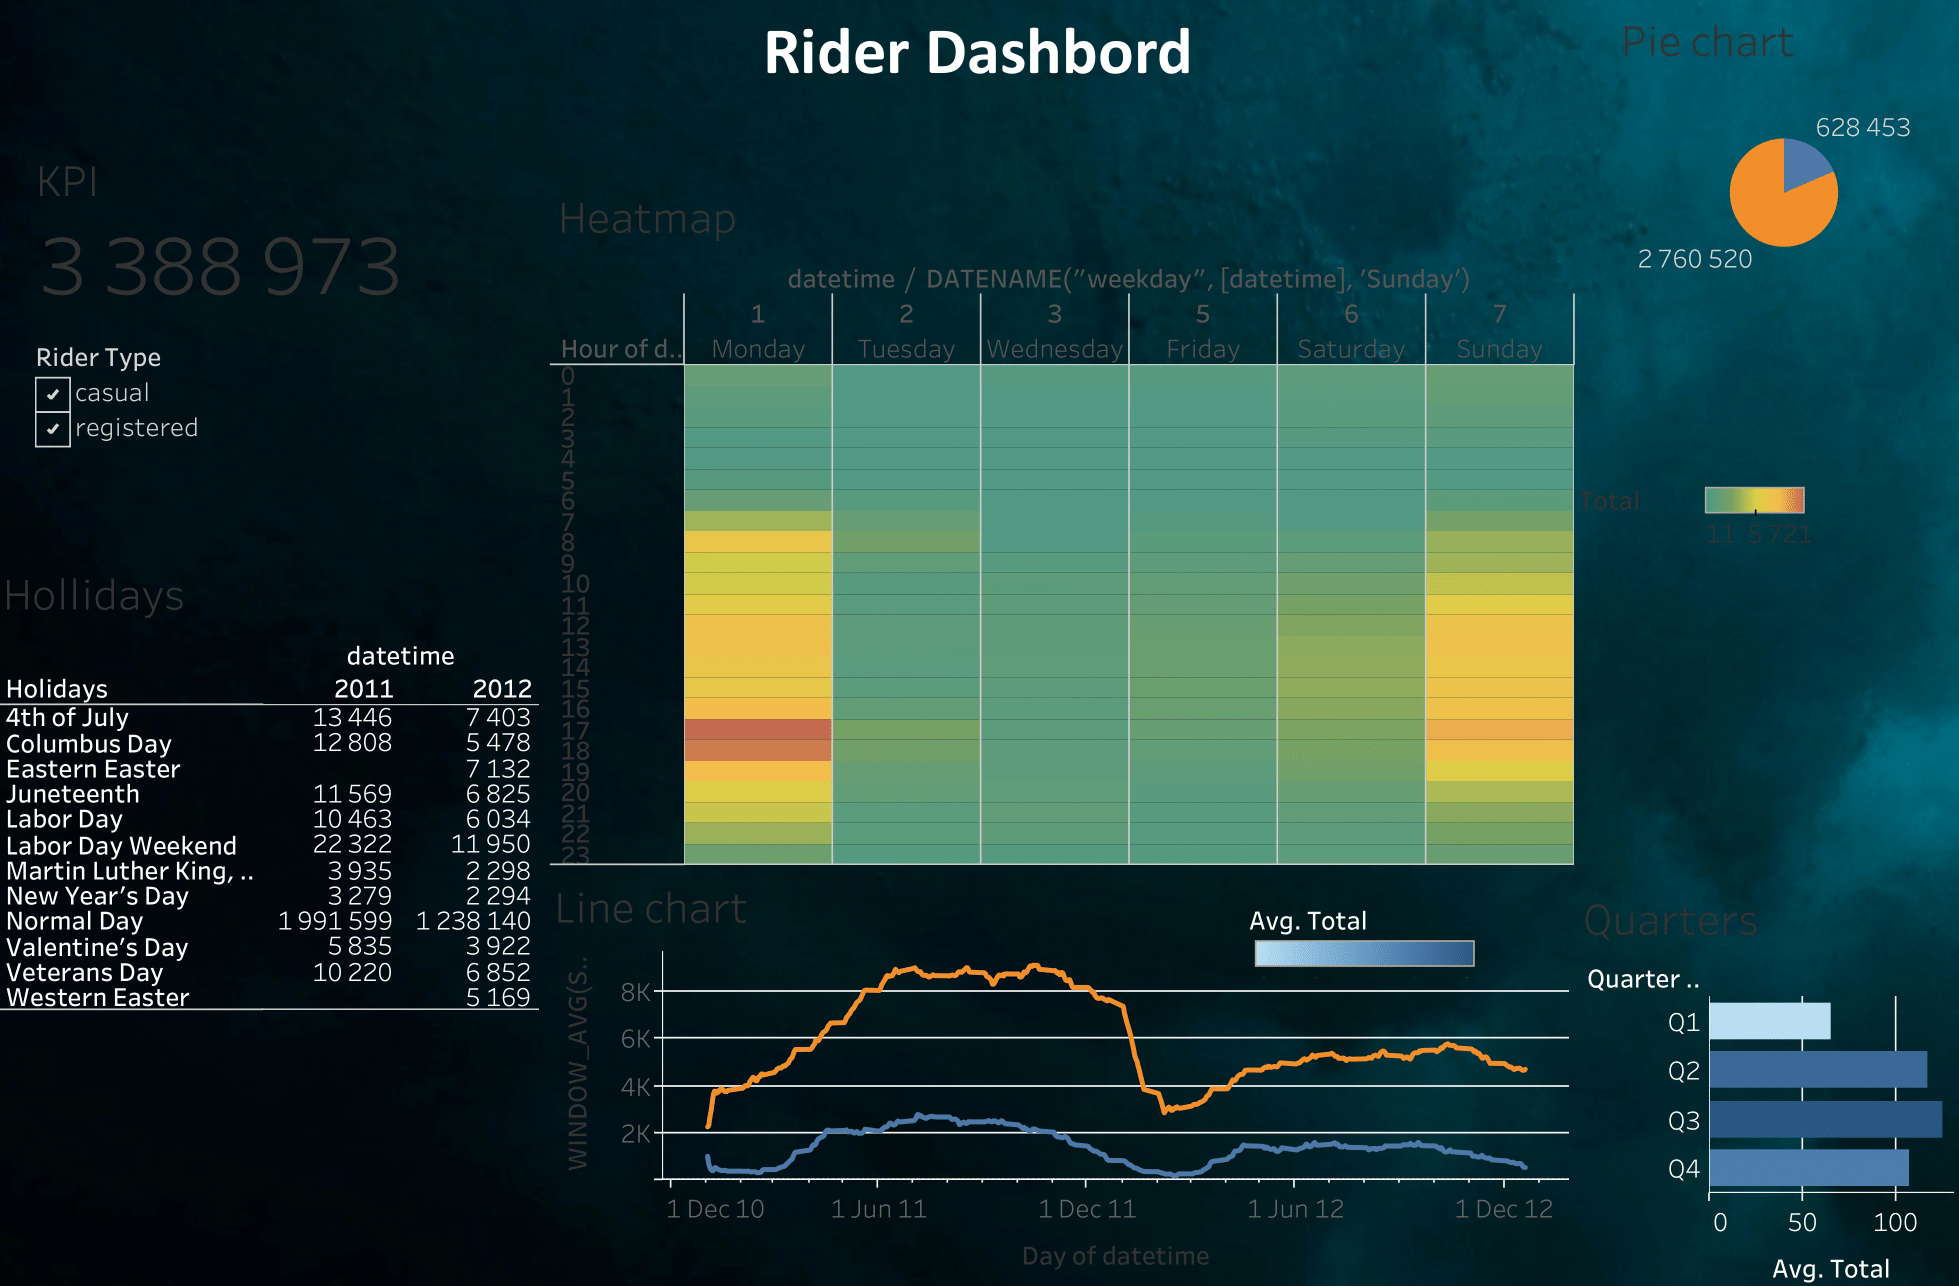 Rider Dashbord
Pie chart
628 453
2 760 520
KPI
3 388 973
Rider Type
casual
registered
Heatmap
datetime / DATENAME("weekday", [datetime], 'Sunday')
1 2 3 5 6 7
Hour of d.. Monday Tuesday Wednesday Friday Saturday Sunday
0
1
2
3
4
5
6
7
8
9
10
11
12
13
14
15
16
17
18
19
20
21
22
23
Total
11 5 721
Hollidays
datetime
Holidays 2011 2012
4th of July 13 446 7 403
Columbus Day 12 808 5 478
Eastern Easter 7 132
Juneteenth 11 569 6 825
Labor Day 10 463 6 034
Labor Day Weekend 22 322 11 950
Martin Luther King, .. 3 935 2 298
New Year's Day 3 279 2 294
Normal Day 1 991 599 1 238 140
Valentine's Day 5 835 3 922
Veterans Day 10 220 6 852
Western Easter 5 169
Line chart
Avg. Total
WINDOW_AVG(S..
8K
6K
4K
2K
1 Dec 10 1 Jun 11 1 Dec 11 1 Jun 12 1 Dec 12
Day of datetime
Quarters
Quarter ..
Q1
Q2
Q3
Q4
0 50 100
Avg. Total